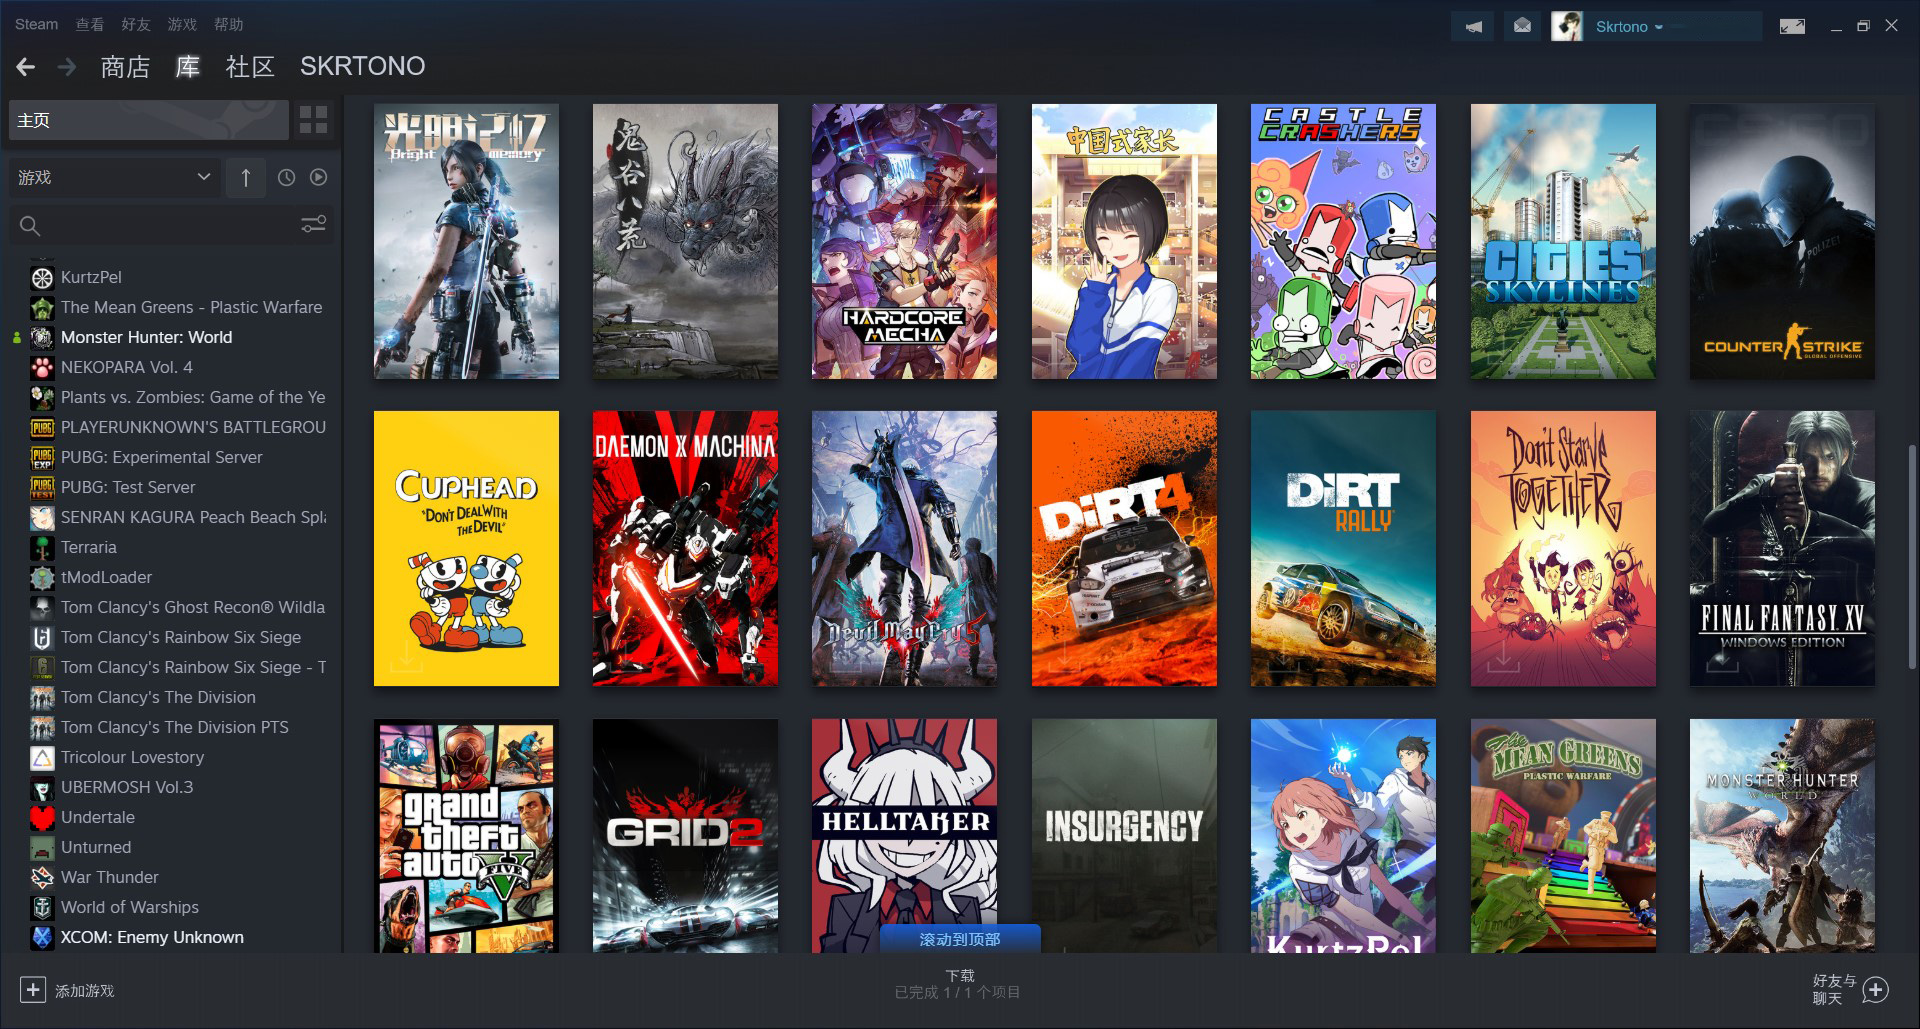 Steam 查看 好友 游戏 帮助
Skrtono
商店 库 社区 SKRTONO
主页
游戏
KurtzPel
The Mean Greens - Plastic Warfare
Monster Hunter: World
NEKOPARA Vol. 4
Plants vs. Zombies: Game of the Ye
PLAYERUNKNOWN'S BATTLEGROU
PUBG: Experimental Server
PUBG: Test Server
SENRAN KAGURA Peach Beach Spla
Terraria
tModLoader
Tom Clancy's Ghost Recon® Wildla
Tom Clancy's Rainbow Six Siege
Tom Clancy's Rainbow Six Siege - T
Tom Clancy's The Division
Tom Clancy's The Division PTS
Tricolour Lovestory
UBERMOSH Vol.3
Undertale
Unturned
War Thunder
World of Warships
XCOM: Enemy Unknown
光明记忆
Bright memory
鬼谷八荒
HARDCORE
MECHA
中国式家长
CASTLE
CRASHERS
CITIES
SKYLINES
POLIZEI
COUNTER STRIKE
GLOBAL OFFENSIVE
CUPHEAD
"DON'T DEAL WITH
THE DEVIL"
DAEMON X MACHINA
Devil May Cry 5
DiRT 4
DiRT
RALLY
Don't Starve
TOGETHER
FINAL FANTASY XV
WINDOWS EDITION
grand
theft
auto V
FIVE
GRID 2
HELLTAKER
INSURGENCY
KurtzPel
The
MEAN GREENS
PLASTIC WARFARE
MONSTER HUNTER
WORLD
滚动到顶部
添加游戏
下载
已完成 1 / 1 个项目
好友与
聊天